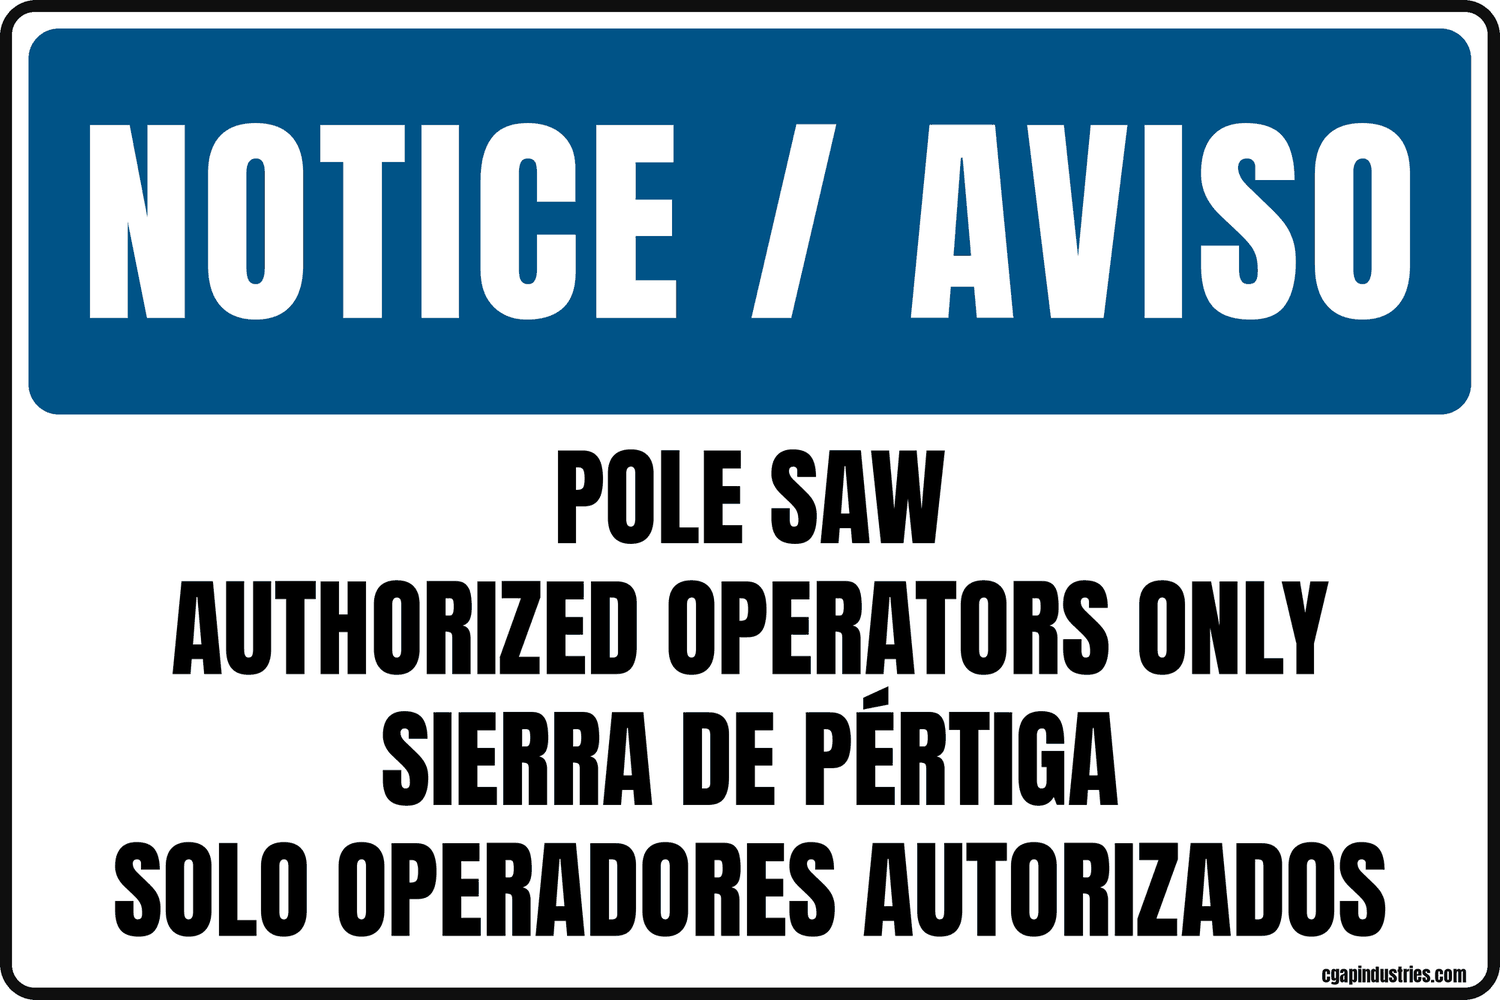 NOTICE / AVISO
POLE SAW
AUTHORIZED OPERATORS ONLY
SIERRA DE PÉRTIGA
SOLO OPERADORES AUTORIZADOS
cgapindustries.com